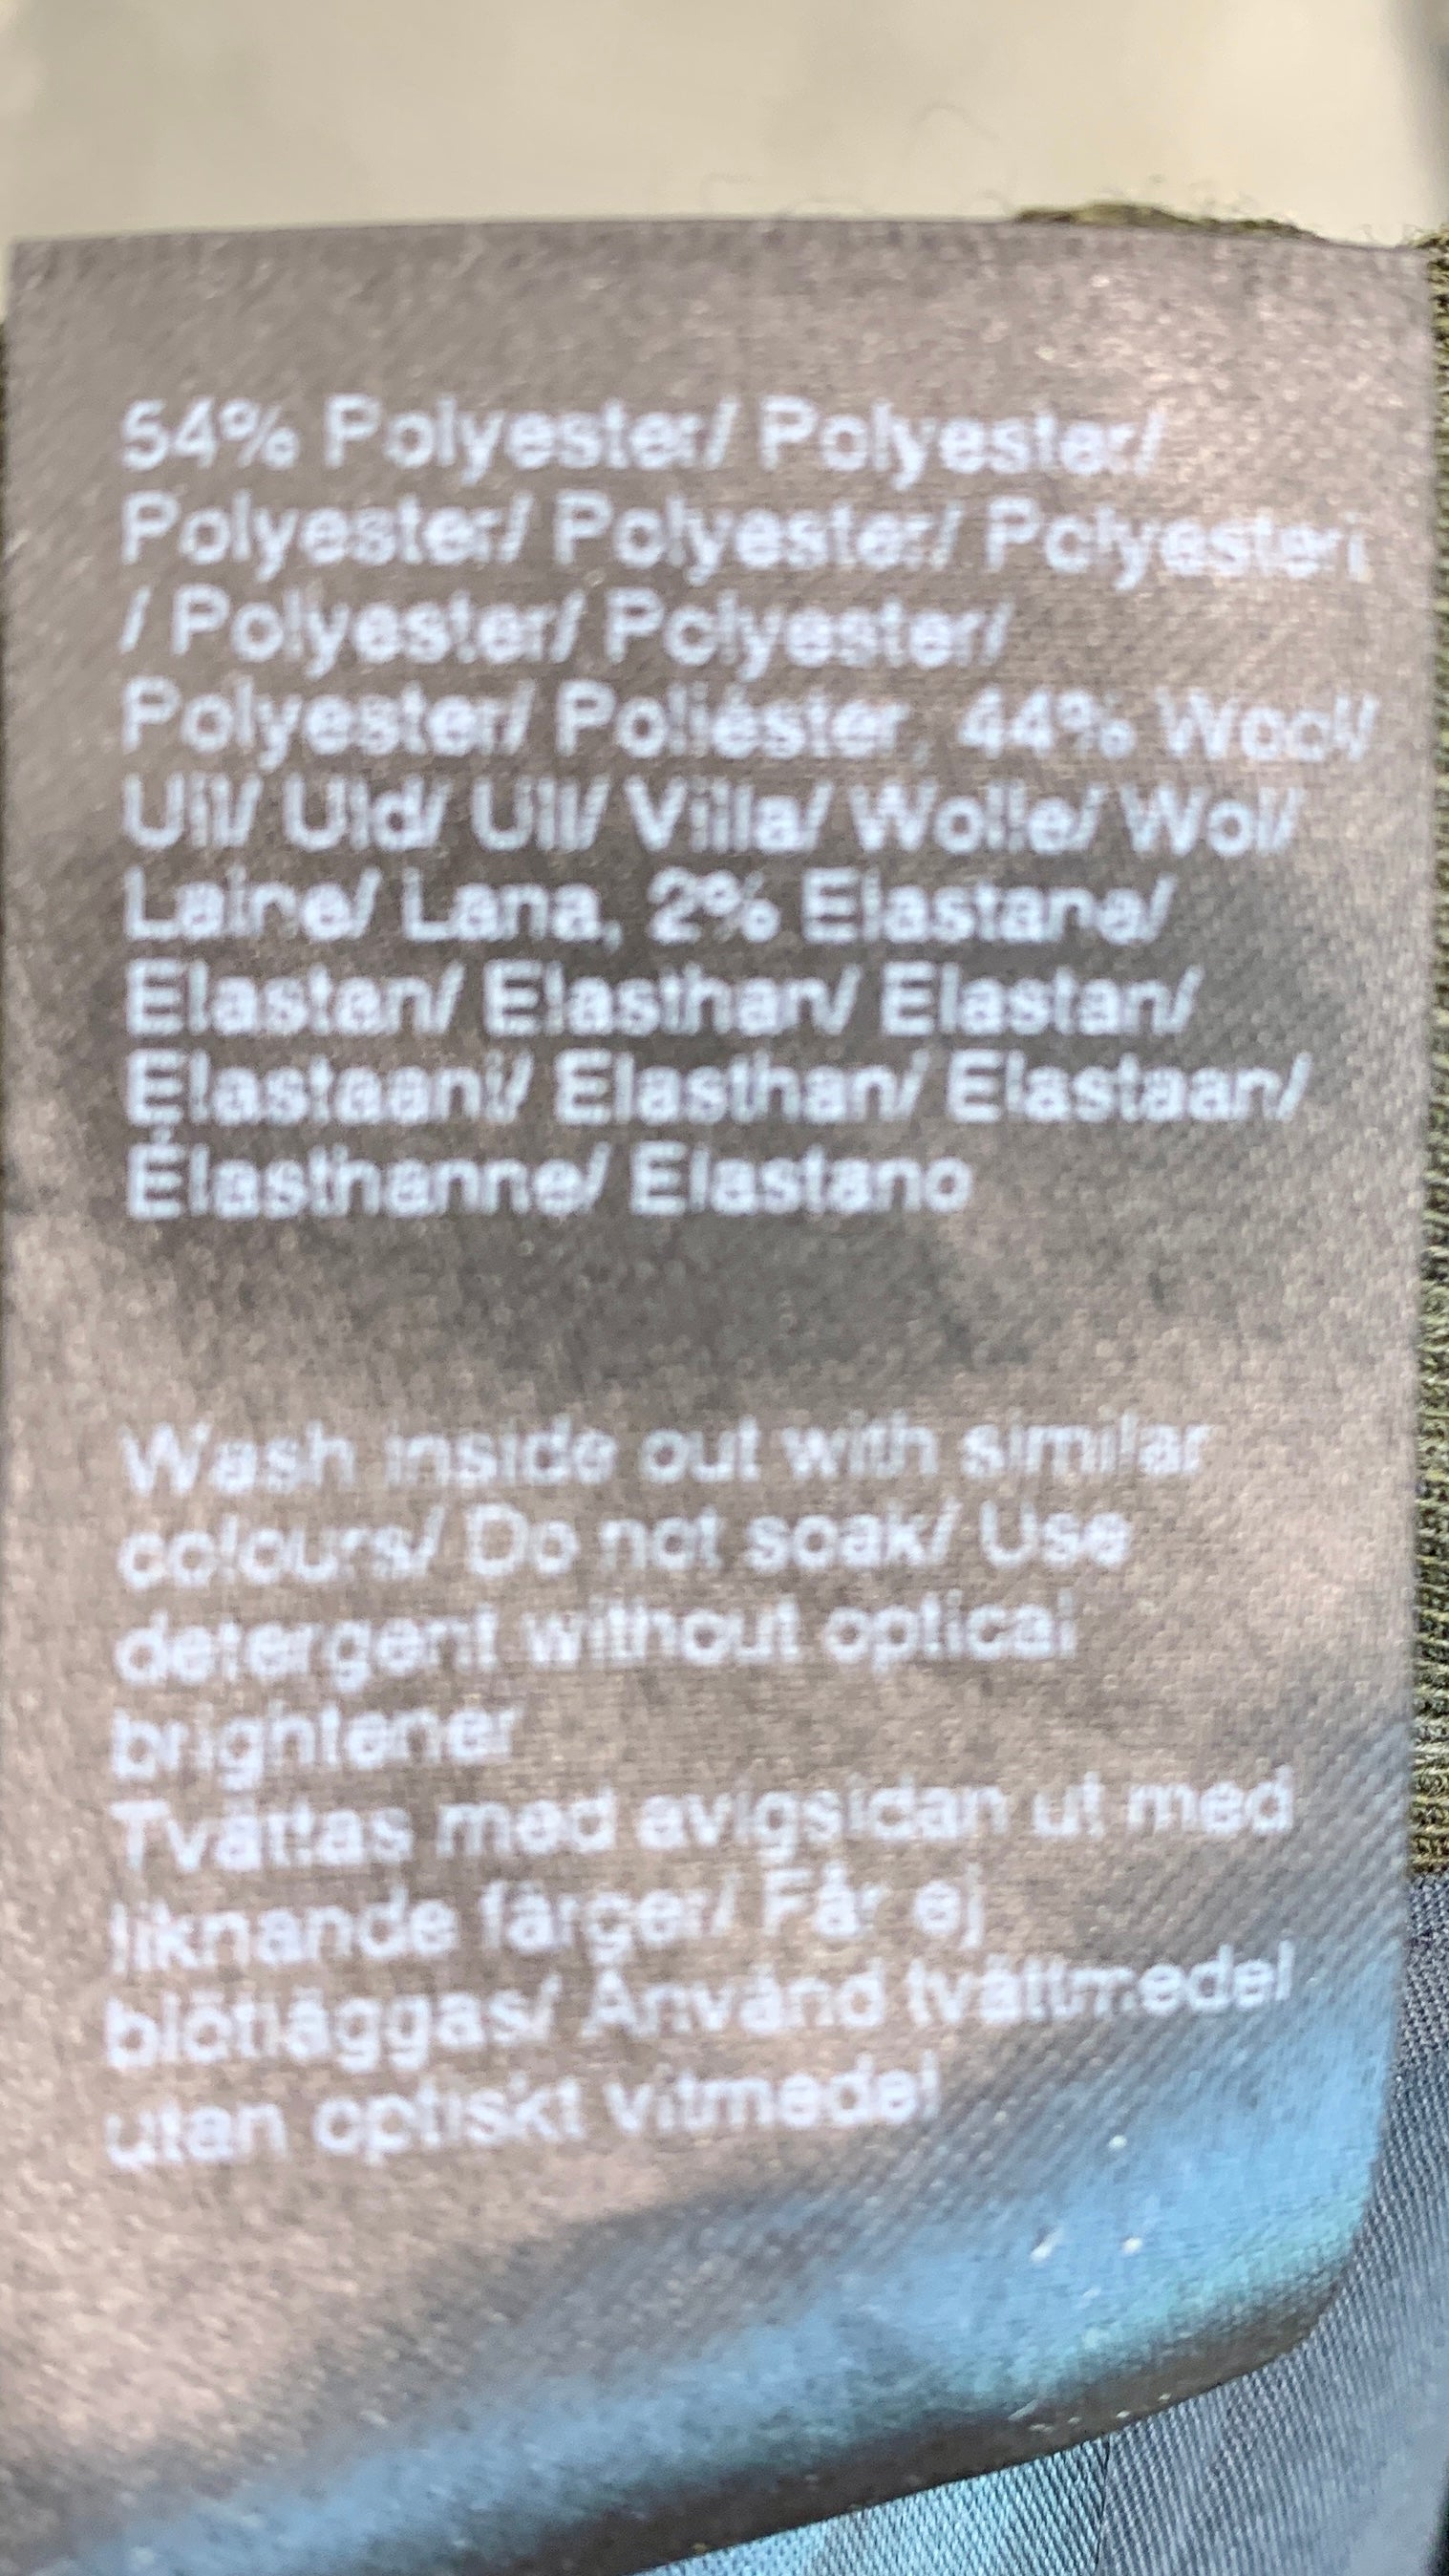 54% Polyester/ Polyester/
Polyester/ Polyester/ Polyesteri
/ Polyester/ Polyester/
Polyester/ Poliéster, 44% Wool/
Ull/ Uld/ Ull/ Villa/ Wolle/ Wol/
Laine/ Lana, 2% Elastane/
Elastan/ Elasthan/ Elastan/
Elastaani/ Elasthan/ Elastaan/
Élasthanne/ Elastano
Wash inside out with similar
colours/ Do not soak/ Use
detergent without optical
brightener
Tvättas med avigsidan ut med
liknande färger/ Får ej
blötläggas/ Använd tvättmedel
utan optiskt vitmedel